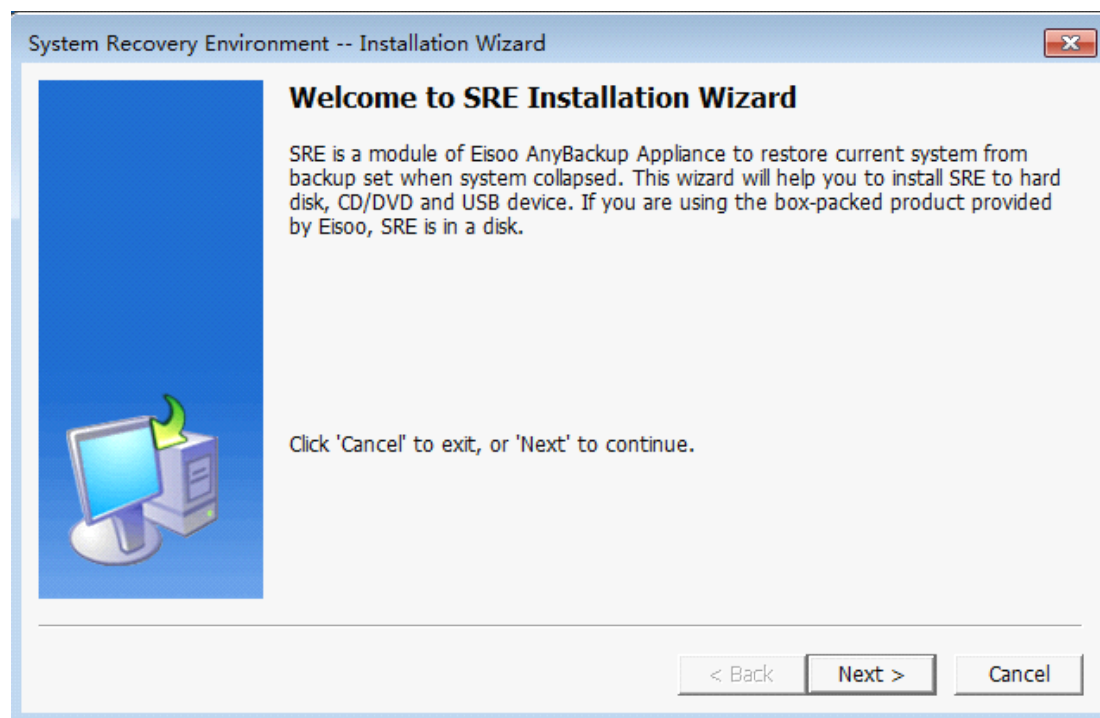 System Recovery Environment -- Installation Wizard
Welcome to SRE Installation Wizard
SRE is a module of Eisoo AnyBackup Appliance to restore current system from
backup set when system collapsed. This wizard will help you to install SRE to hard
disk, CD/DVD and USB device. If you are using the box-packed product provided
by Eisoo, SRE is in a disk.
Click 'Cancel' to exit, or 'Next' to continue.
< Back Next > Cancel